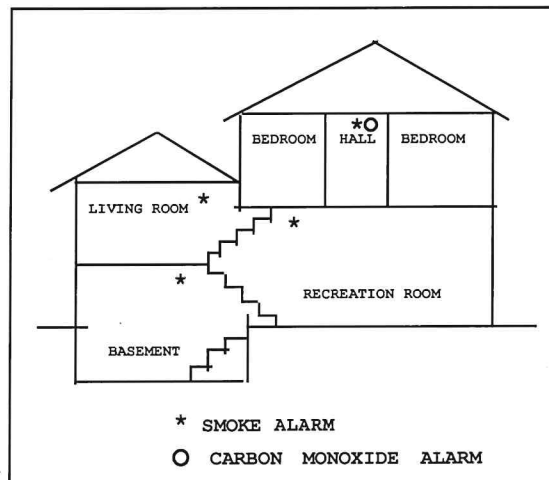 BEDROOM HALL BEDROOM
LIVING ROOM
RECREATION ROOM
BASEMENT
* SMOKE ALARM
O CARBON MONOXIDE ALARM